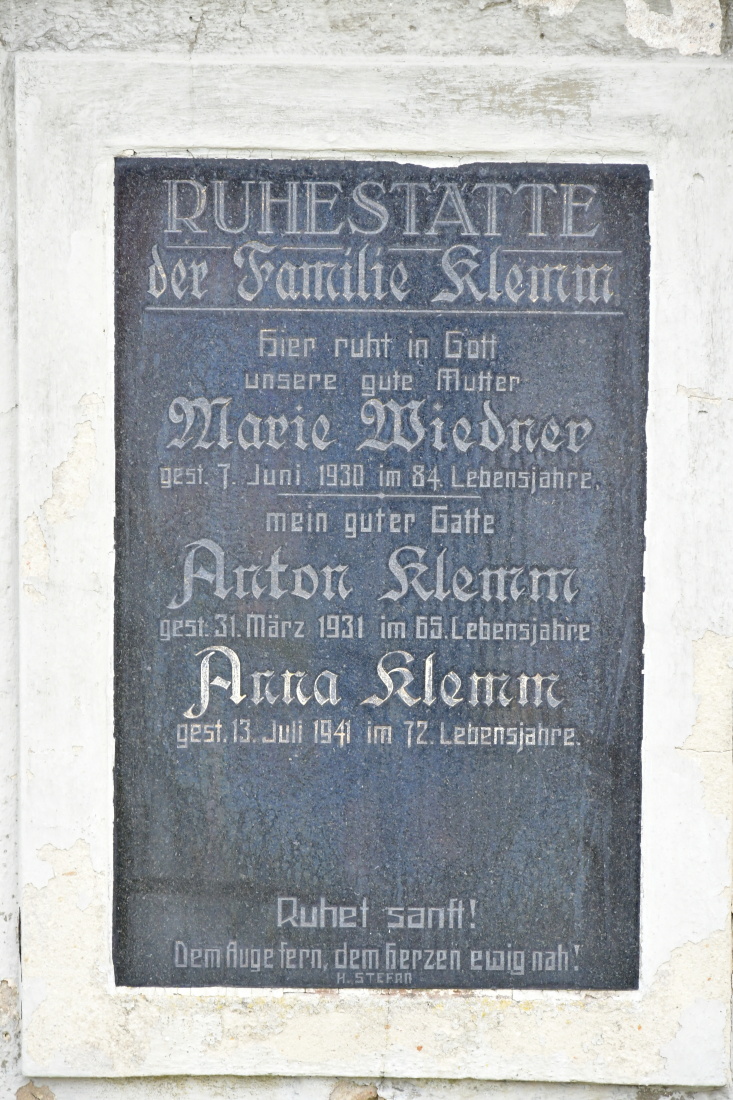 RUHESTÄTTE
der Familie Klemm
Hier ruht in Gott
unsere gute Mutter
Marie Wiedner
gest. 7. Juni 1930 im 84. Lebensjahre.
mein guter Gatte
Anton Klemm
gest. 31. März 1931 im 65. Lebensjahre
Anna Klemm
gest. 13. Juli 1941 im 72. Lebensjahre.
Ruhet sanft!
Dem Auge fern, dem Herzen ewig nah!
H. STEFAN